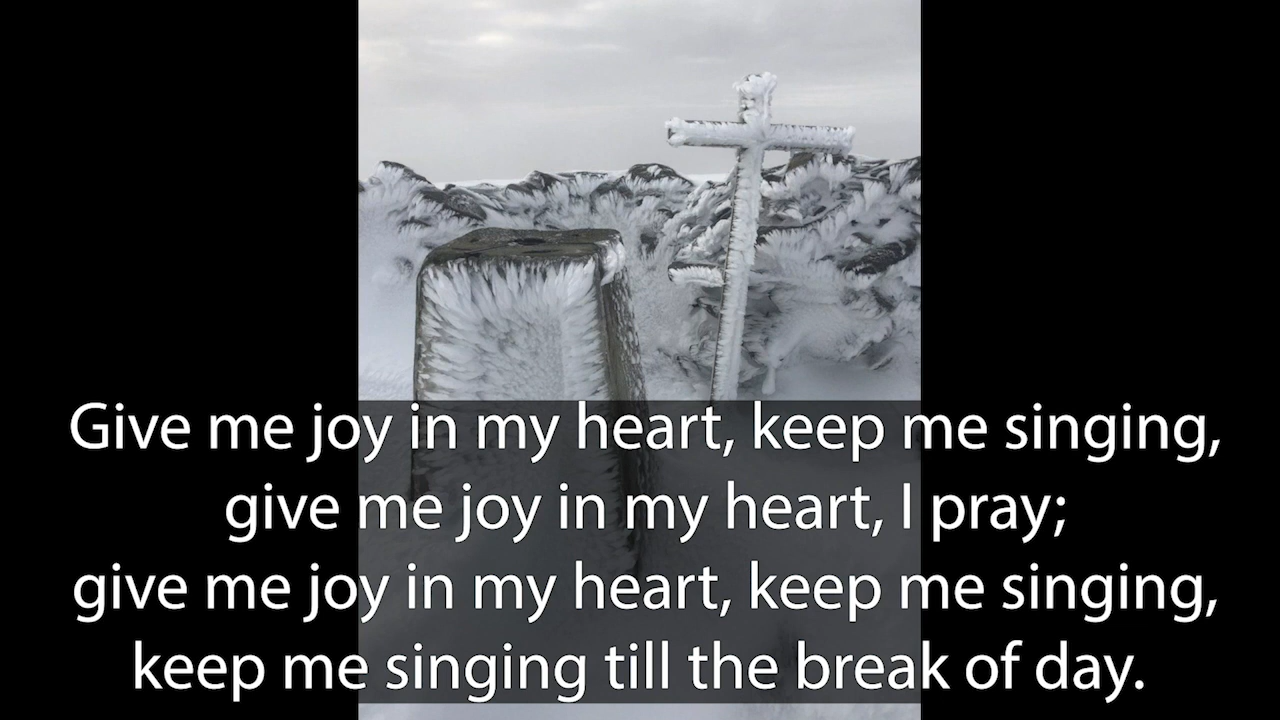 Give me joy in my heart, keep me singing,
give me joy in my heart, I pray;
give me joy in my heart, keep me singing,
keep me singing till the break of day.